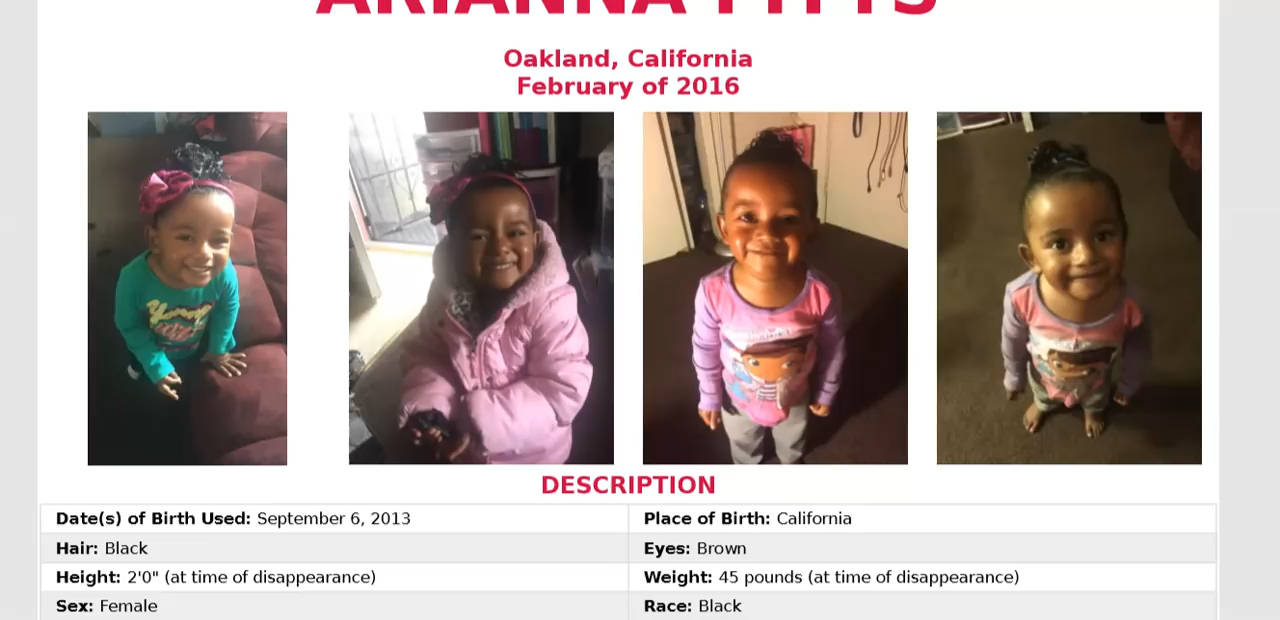 ARIANNA
Oakland, California
February of 2016
DESCRIPTION
Date(s) of Birth Used: September 6, 2013
Place of Birth: California
Hair: Black
Eyes: Brown
Height: 2'0" (at time of disappearance)
Weight: 45 pounds (at time of disappearance)
Sex: Female
Race: Black